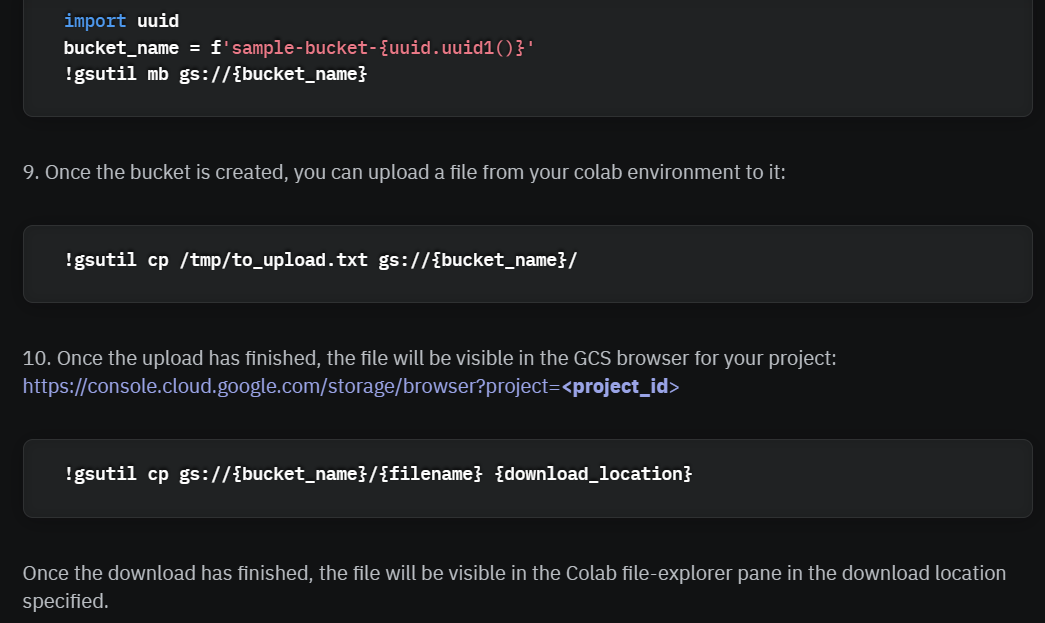 import uuid
bucket_name = f'sample-bucket-{uuid.uuid1()}'
!gsutil mb gs://{bucket_name}
9. Once the bucket is created, you can upload a file from your colab environment to it:
!gsutil cp /tmp/to_upload.txt gs://{bucket_name}/
10. Once the upload has finished, the file will be visible in the GCS browser for your project:
https://console.cloud.google.com/storage/browser?project=<project_id>
!gsutil cp gs://{bucket_name}/{filename} {download_location}
Once the download has finished, the file will be visible in the Colab file-explorer pane in the download location
specified.